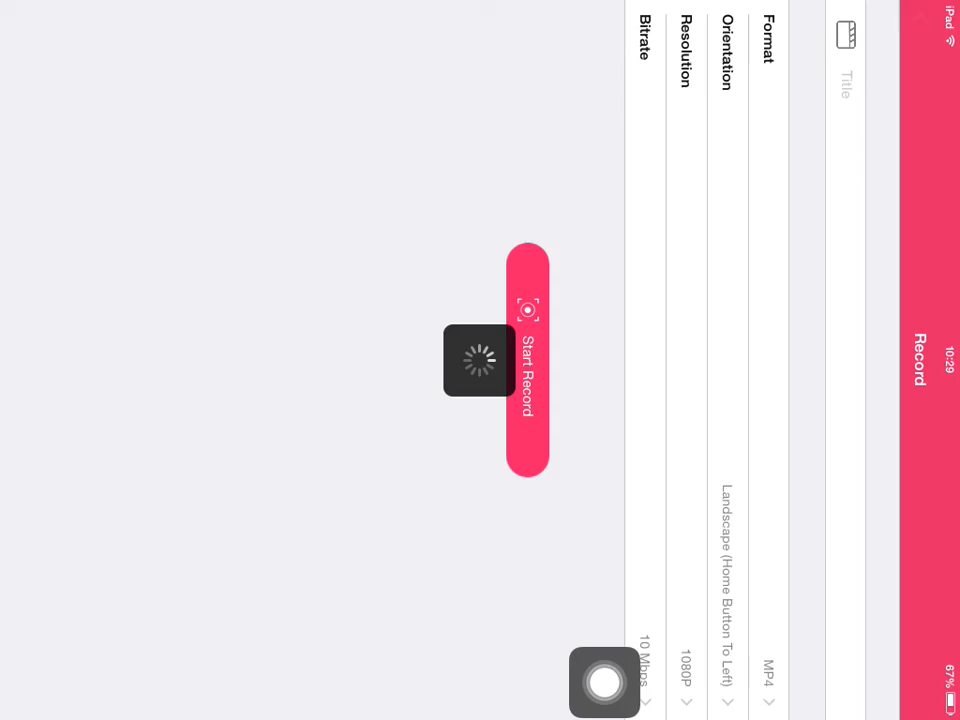 iPad 10:29 67%
Record
Title
Format MP4
Orientation Landscape (Home Button To Left)
Resolution 1080P
Bitrate 10 Mbps
Start Record